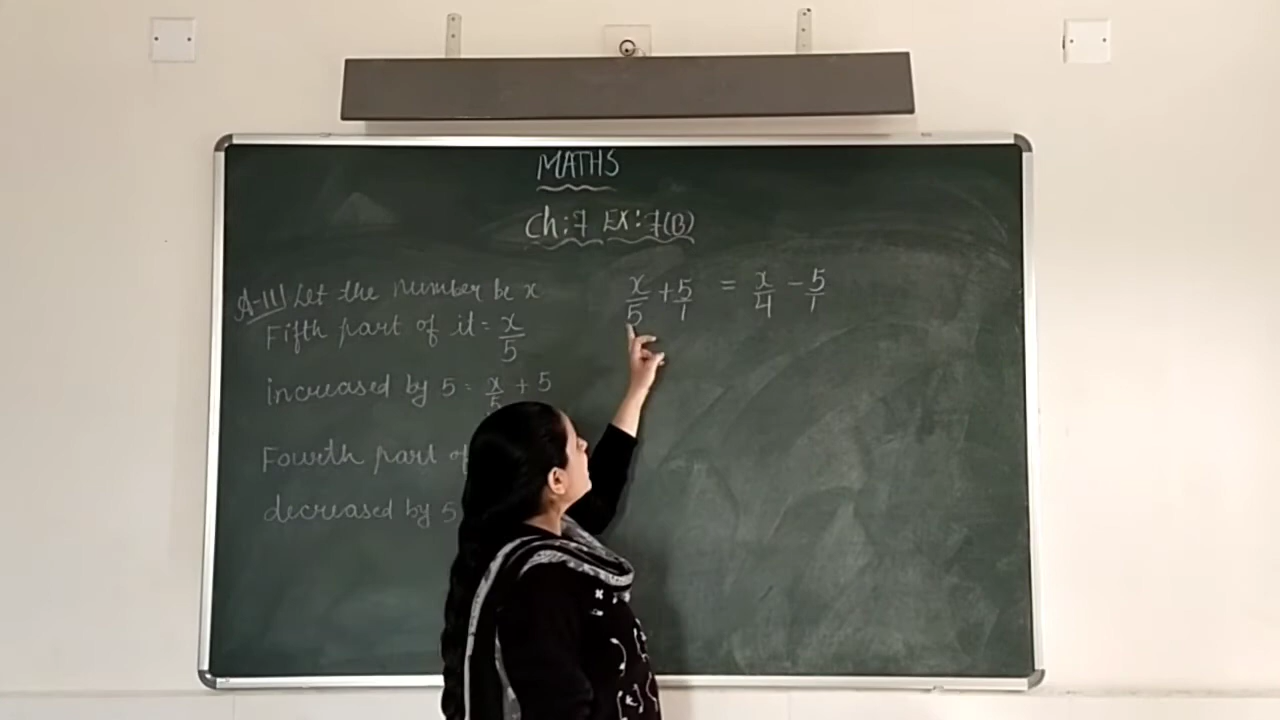 MATHS
Ch:7 EX:7(B)
A-11) Let the number be x
Fifth part of it = x/5
increased by 5 = x/5 + 5
Fourth part of
decreased by 5
x/5 + 5/1 = x/4 - 5/1